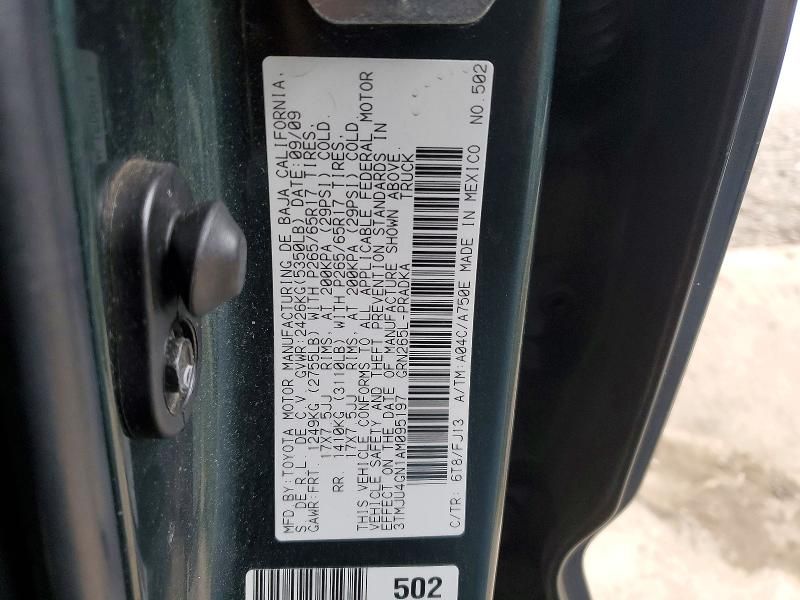 MFD.BY:TOYOTA MOTOR MANUFACTURING DE BAJA CALIFORNIA,
S. DE R.L. DE C.V. GVWR:2426KG(5350LB) DATE:09/09
GAWR:FRT. 1249KG (2755LB) WITH P265/65R17 TIRES,
17X7.5JJ RIMS, AT 200KPA (29PSI) COLD.
RR. 1410KG (3110LB) WITH P265/65R17 TIRES,
17X7.5JJ RIMS, AT 200KPA (29PSI) COLD.
THIS VEHICLE CONFORMS TO ALL APPLICABLE FEDERAL MOTOR
VEHICLE SAFETY AND THEFT PREVENTION STANDARDS IN
EFFECT ON THE DATE OF MANUFACTURE SHOWN ABOVE.
3TMJU4GN1AM095197 GRN265L-PRADKA TRUCK
C/TR: 6T8/FJ13 A/TM:A04C/A750E MADE IN MEXICO NO.502
502